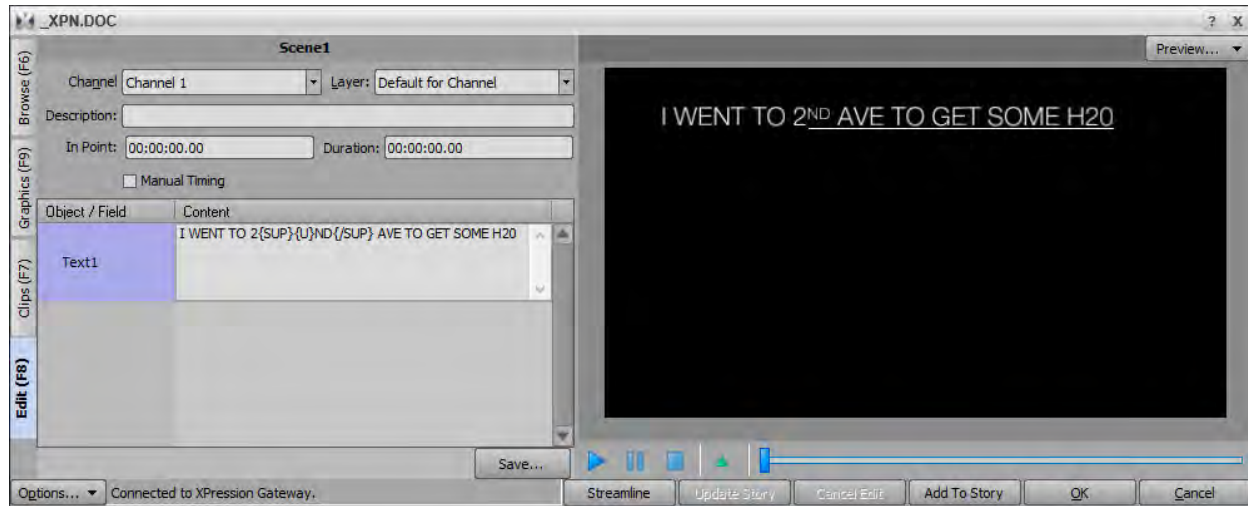 _XPN.DOC
? X
Scene1
Preview...
Browse (F6)
Graphics (F9)
Clips (F7)
Edit (F8)
Channel Channel 1 Layer: Default for Channel
Description:
In Point: 00:00:00.00 Duration: 00:00:00.00
Manual Timing
Object / Field Content
Text1 I WENT TO 2{SUP}{U}ND{/SUP} AVE TO GET SOME H20
I WENT TO 2ND AVE TO GET SOME H20
Save...
Options... Connected to XPression Gateway.
Streamline Update Story Cancel Edit Add To Story OK Cancel